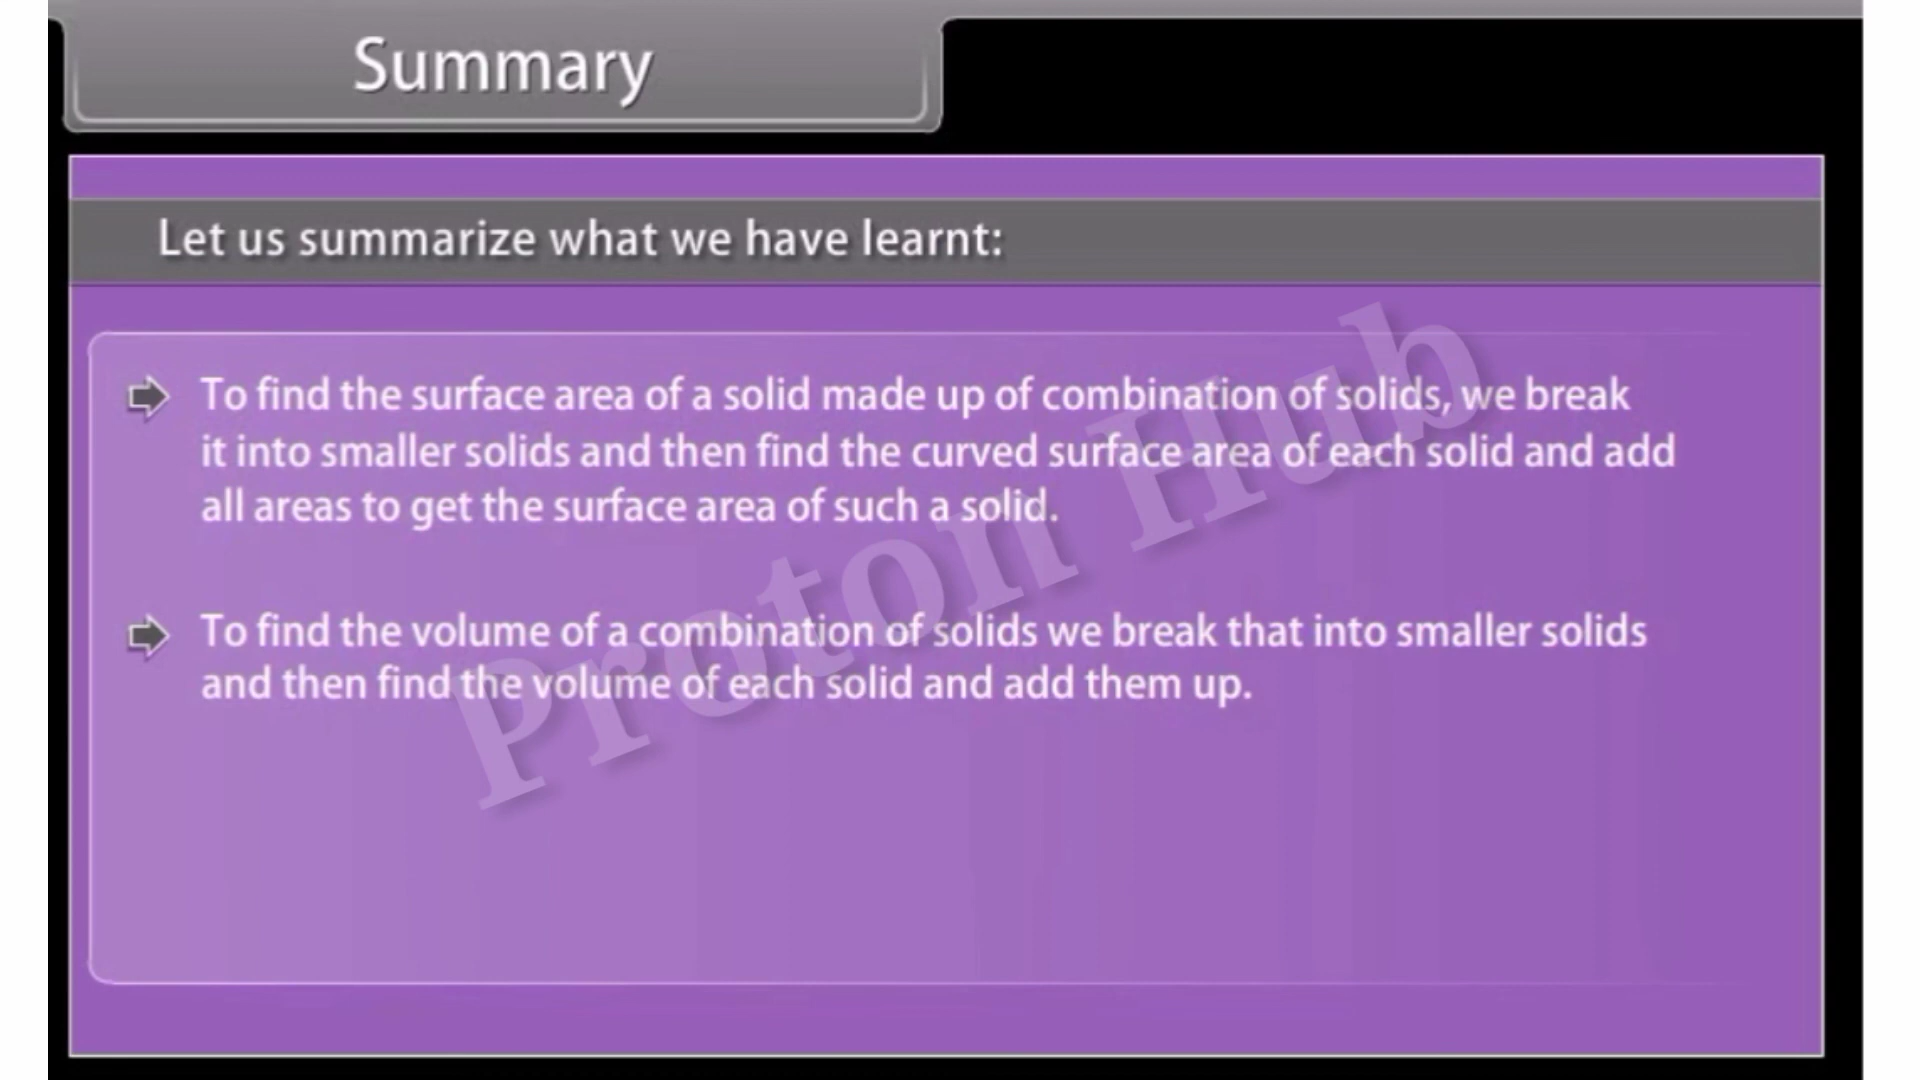 Summary
Let us summarize what we have learnt:
To find the surface area of a solid made up of combination of solids, we break
it into smaller solids and then find the curved surface area of each solid and add
all areas to get the surface area of such a solid.
To find the volume of a combination of solids we break that into smaller solids
and then find the volume of each solid and add them up.
Proton Hub